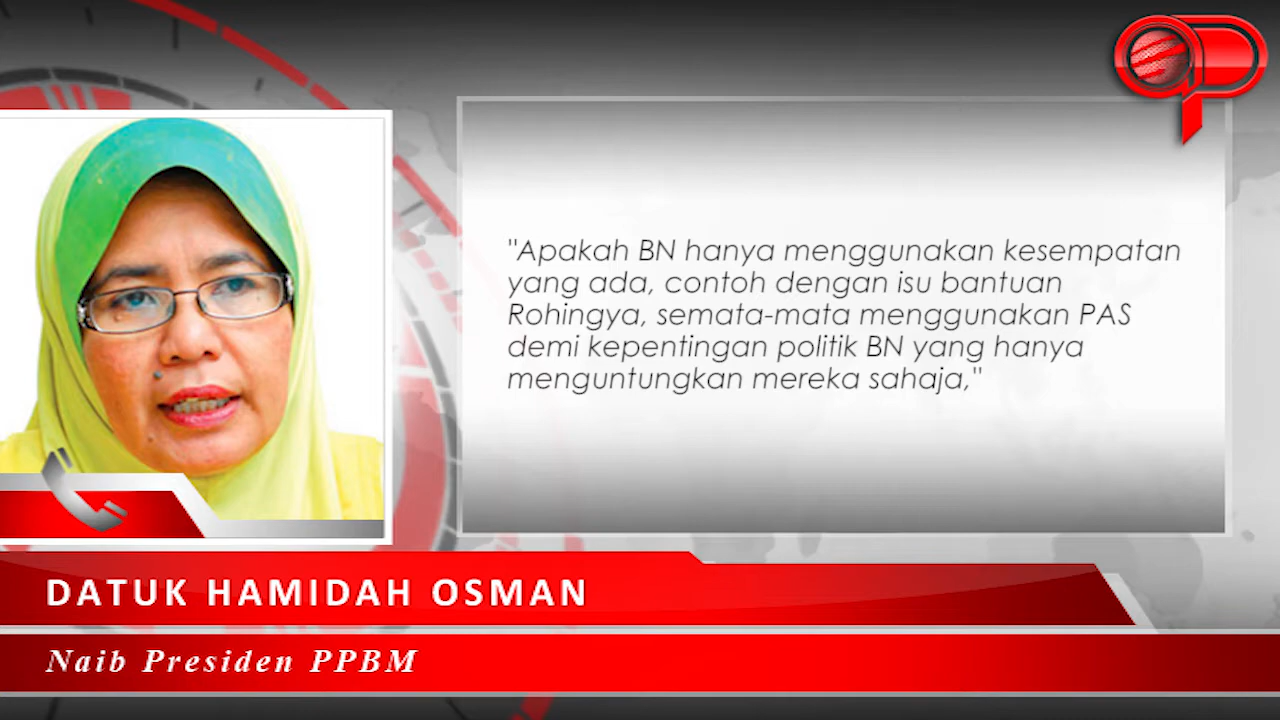 "Apakah BN hanya menggunakan kesempatan
yang ada, contoh dengan isu bantuan
Rohingya, semata-mata menggunakan PAS
demi kepentingan politik BN yang hanya
menguntungkan mereka sahaja,"
DATUK HAMIDAH OSMAN
Naib Presiden PPBM